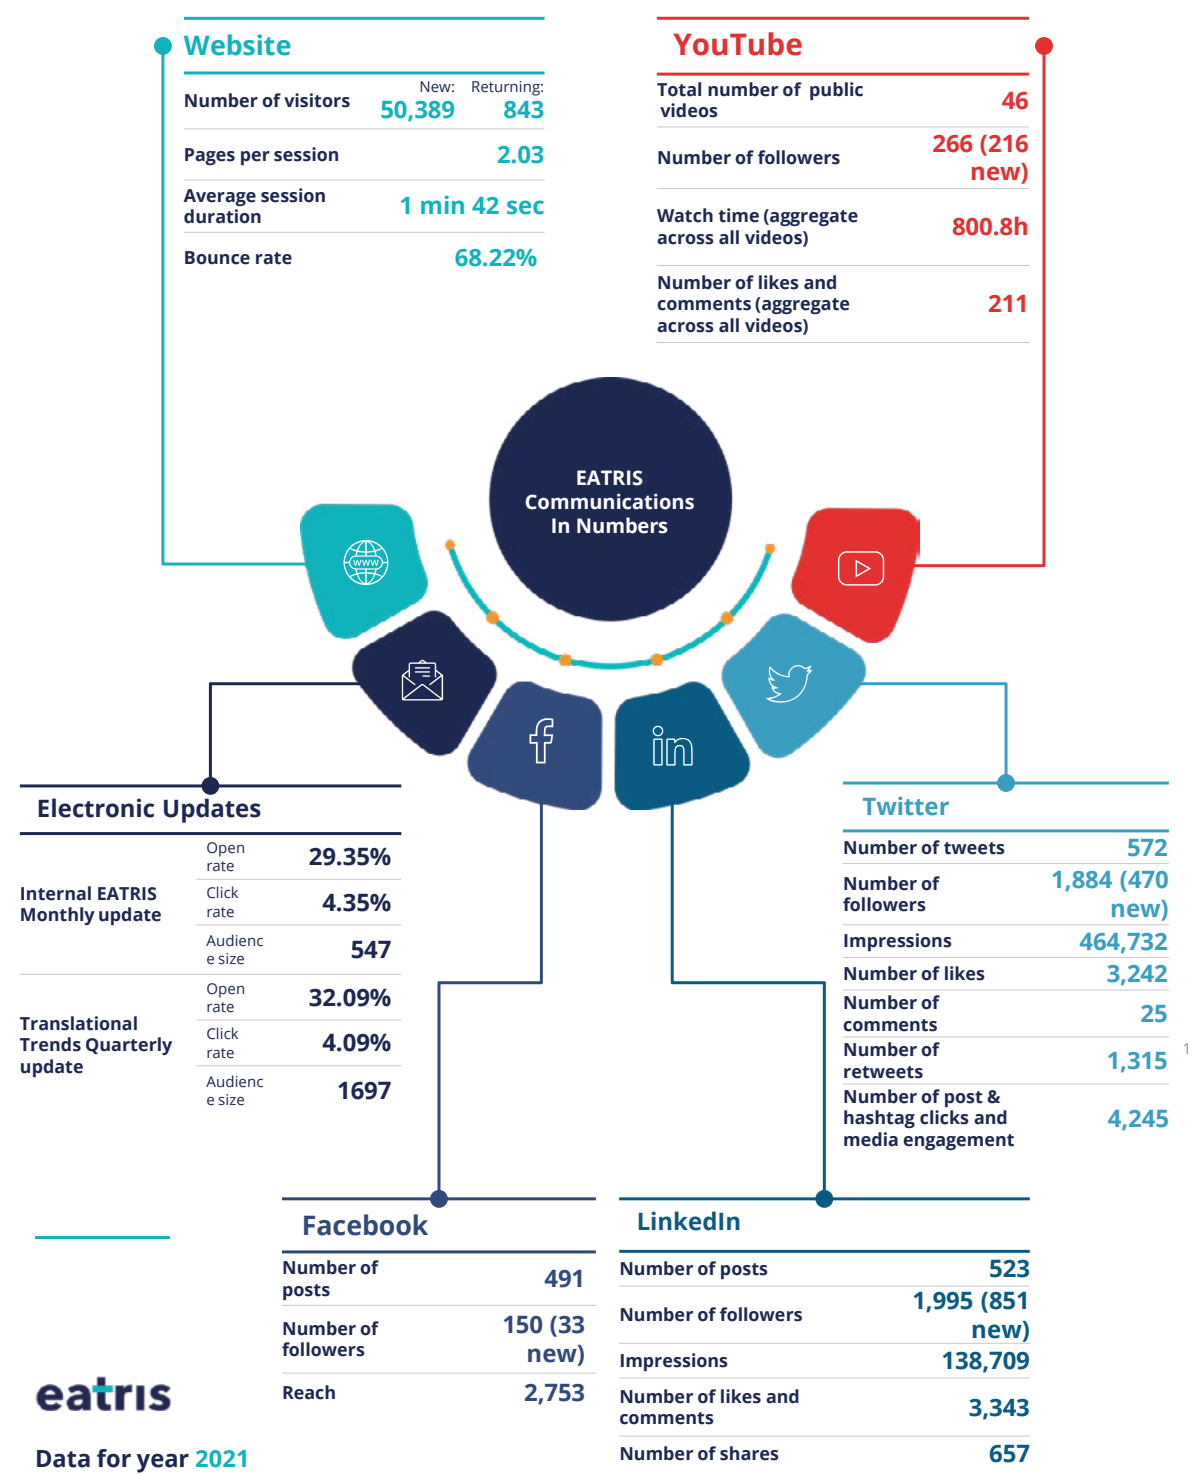 Website
New: Returning:
Number of visitors 50,389 843
Pages per session 2.03
Average session
duration 1 min 42 sec
Bounce rate 68.22%
YouTube
Total number of public
videos 46
Number of followers 266 (216
new)
Watch time (aggregate
across all videos) 800.8h
Number of likes and
comments (aggregate
across all videos) 211
EATRIS
Communications
In Numbers
www
f
in
Electronic Updates
Internal EATRIS
Monthly update
Open
rate 29.35%
Click
rate 4.35%
Audienc
e size 547
Translational
Trends Quarterly
update
Open
rate 32.09%
Click
rate 4.09%
Audienc
e size 1697
Twitter
Number of tweets 572
Number of
followers 1,884 (470
new)
Impressions 464,732
Number of likes 3,242
Number of
comments 25
Number of
retweets 1,315
Number of post &
hashtag clicks and
media engagement 4,245
1
Facebook
Number of
posts 491
Number of
followers 150 (33
new)
Reach 2,753
LinkedIn
Number of posts 523
Number of followers 1,995 (851
new)
Impressions 138,709
Number of likes and
comments 3,343
Number of shares 657
eatris
Data for year 2021